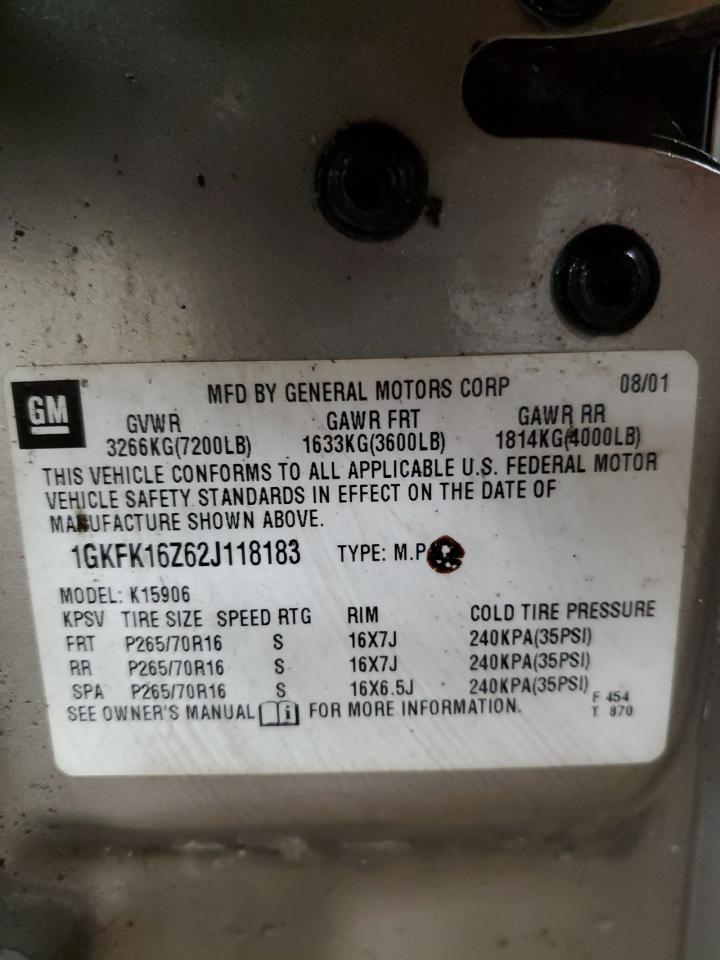 GM ®
MFD BY GENERAL MOTORS CORP 08/01
GVWR GAWR FRT GAWR RR
3266KG(7200LB) 1633KG(3600LB) 1814KG(4000LB)
THIS VEHICLE CONFORMS TO ALL APPLICABLE U.S. FEDERAL MOTOR
VEHICLE SAFETY STANDARDS IN EFFECT ON THE DATE OF
MANUFACTURE SHOWN ABOVE.
1GKFK16Z62J118183 TYPE: M.P
MODEL: K15906
KPSV TIRE SIZE SPEED RTG RIM COLD TIRE PRESSURE
FRT P265/70R16 S 16X7J 240KPA(35PSI)
RR P265/70R16 S 16X7J 240KPA(35PSI)
SPA P265/70R16 S 16X6.5J 240KPA(35PSI)
SEE OWNER'S MANUAL i FOR MORE INFORMATION.
F 454
T 870